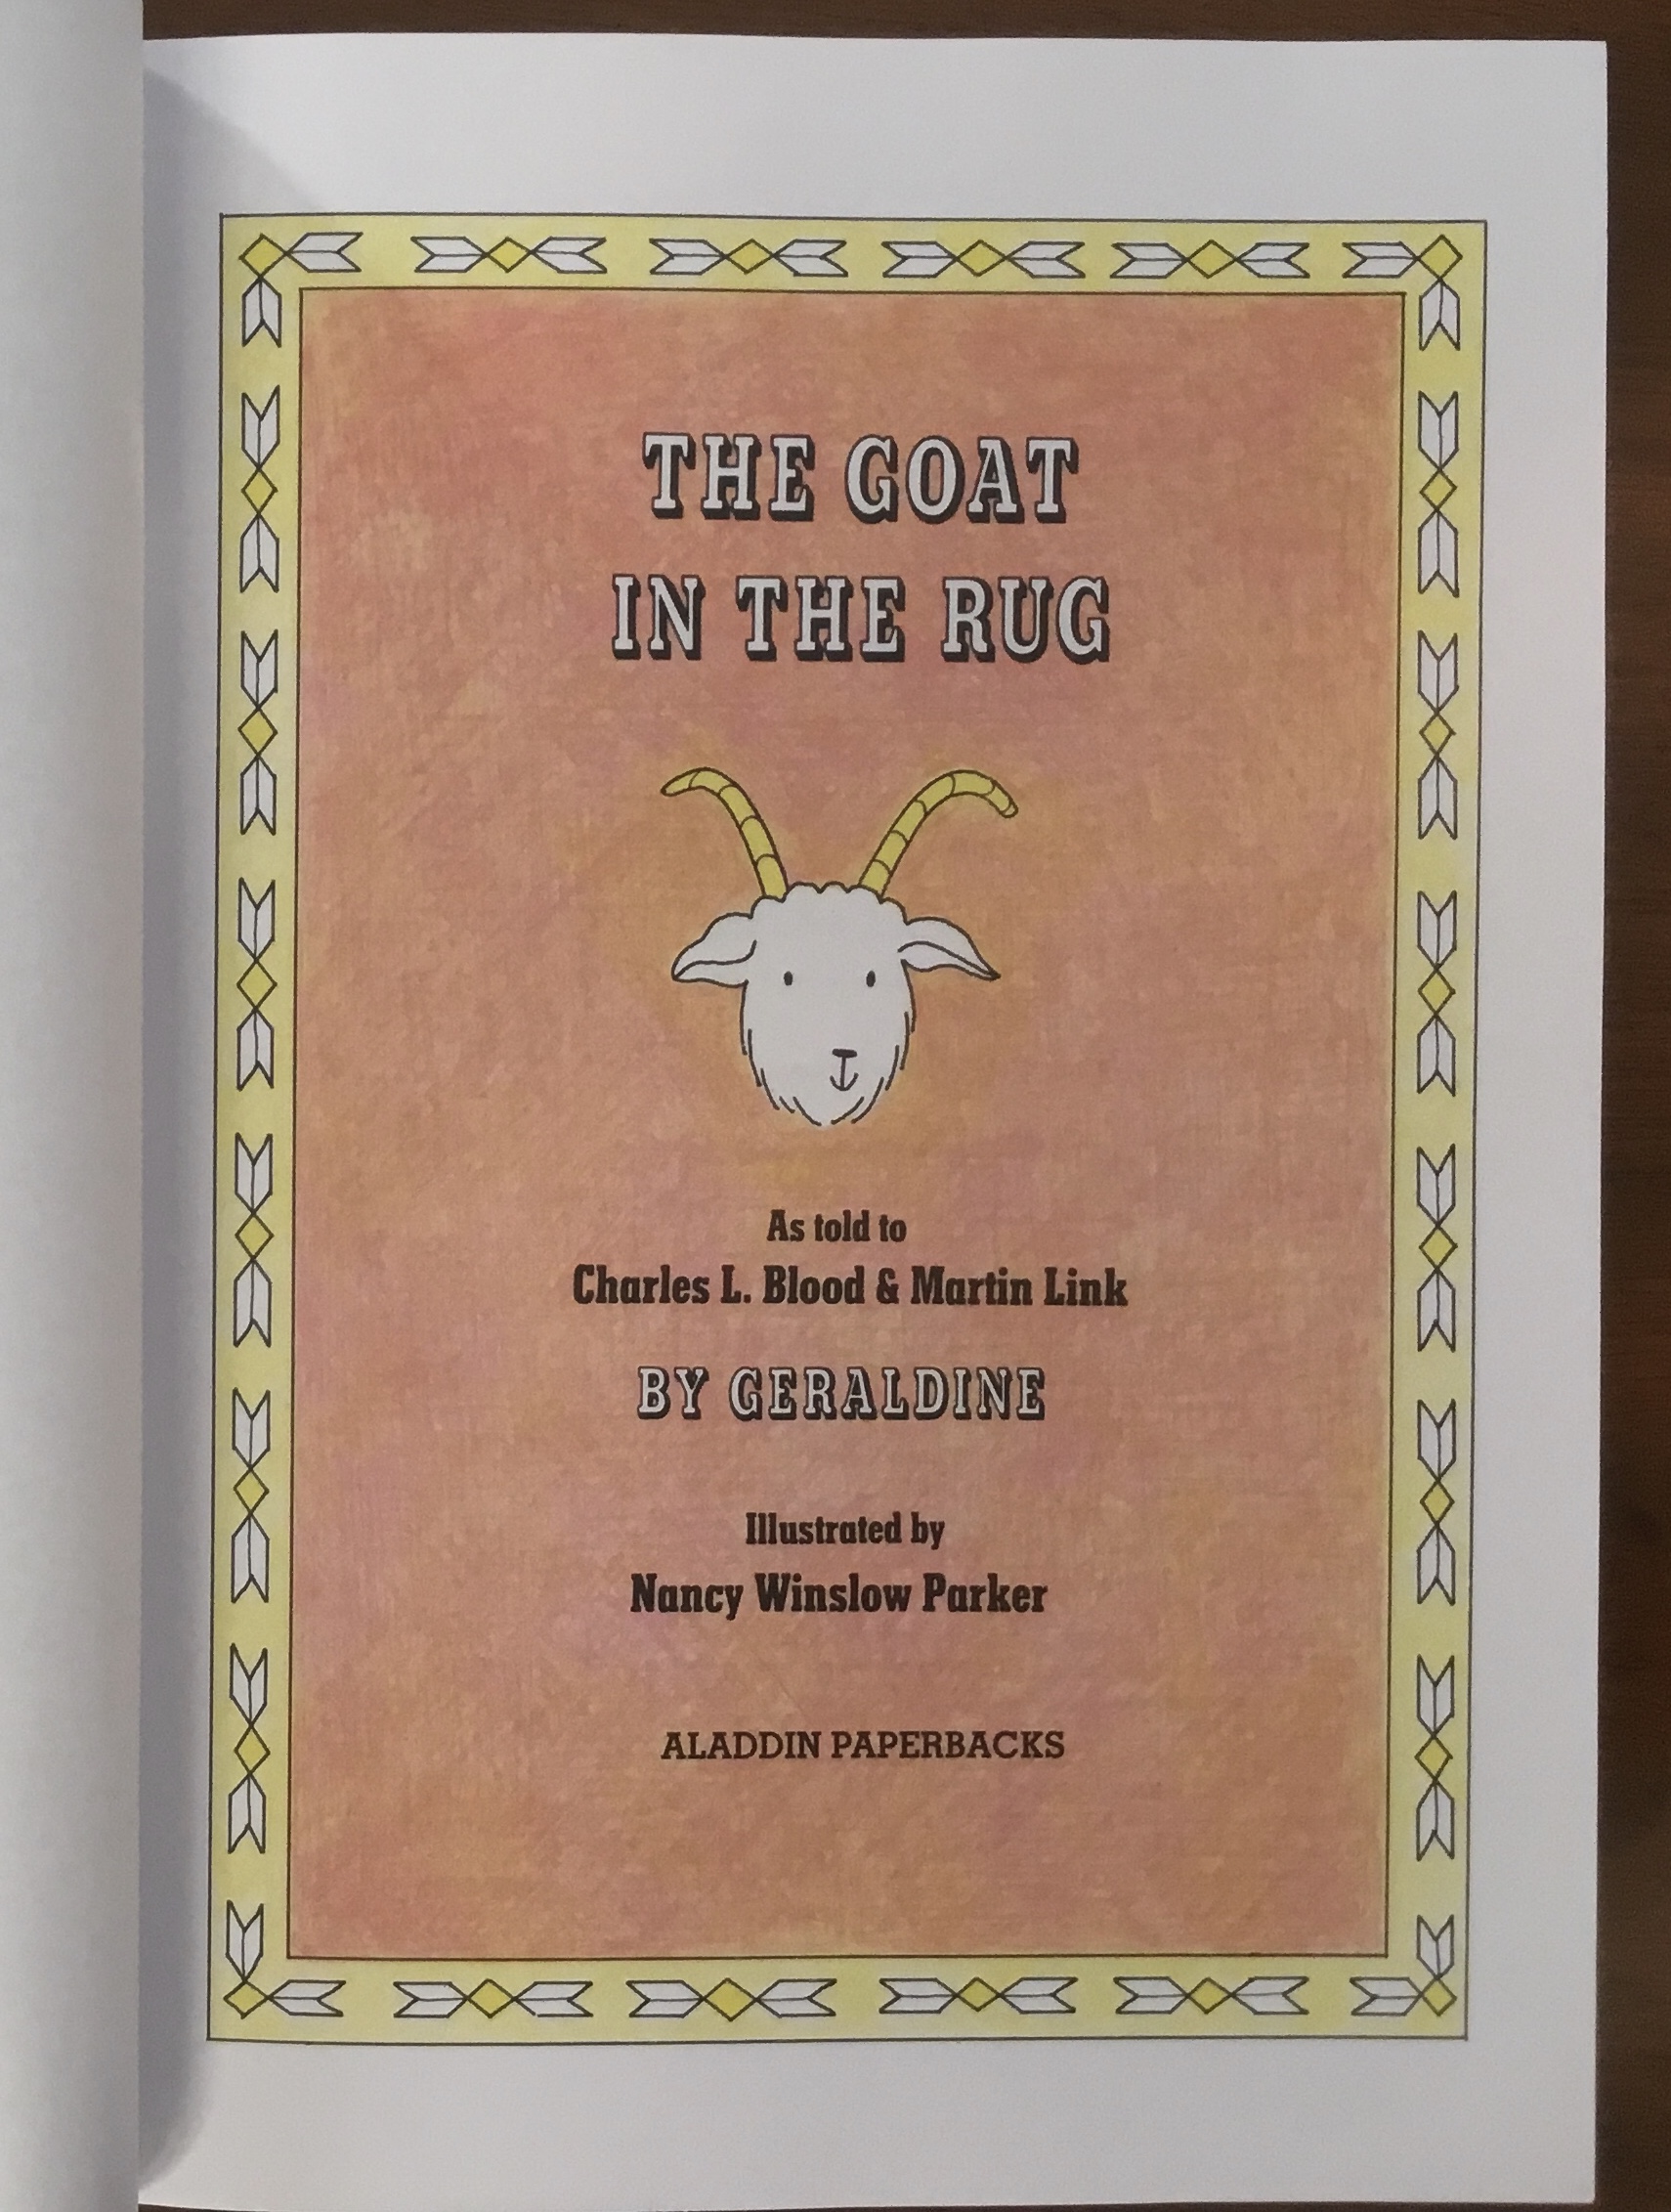 THE GOAT
IN THE RUG
As told to
Charles L. Blood & Martin Link
BY GERALDINE
Illustrated by
Nancy Winslow Parker
ALADDIN PAPERBACKS